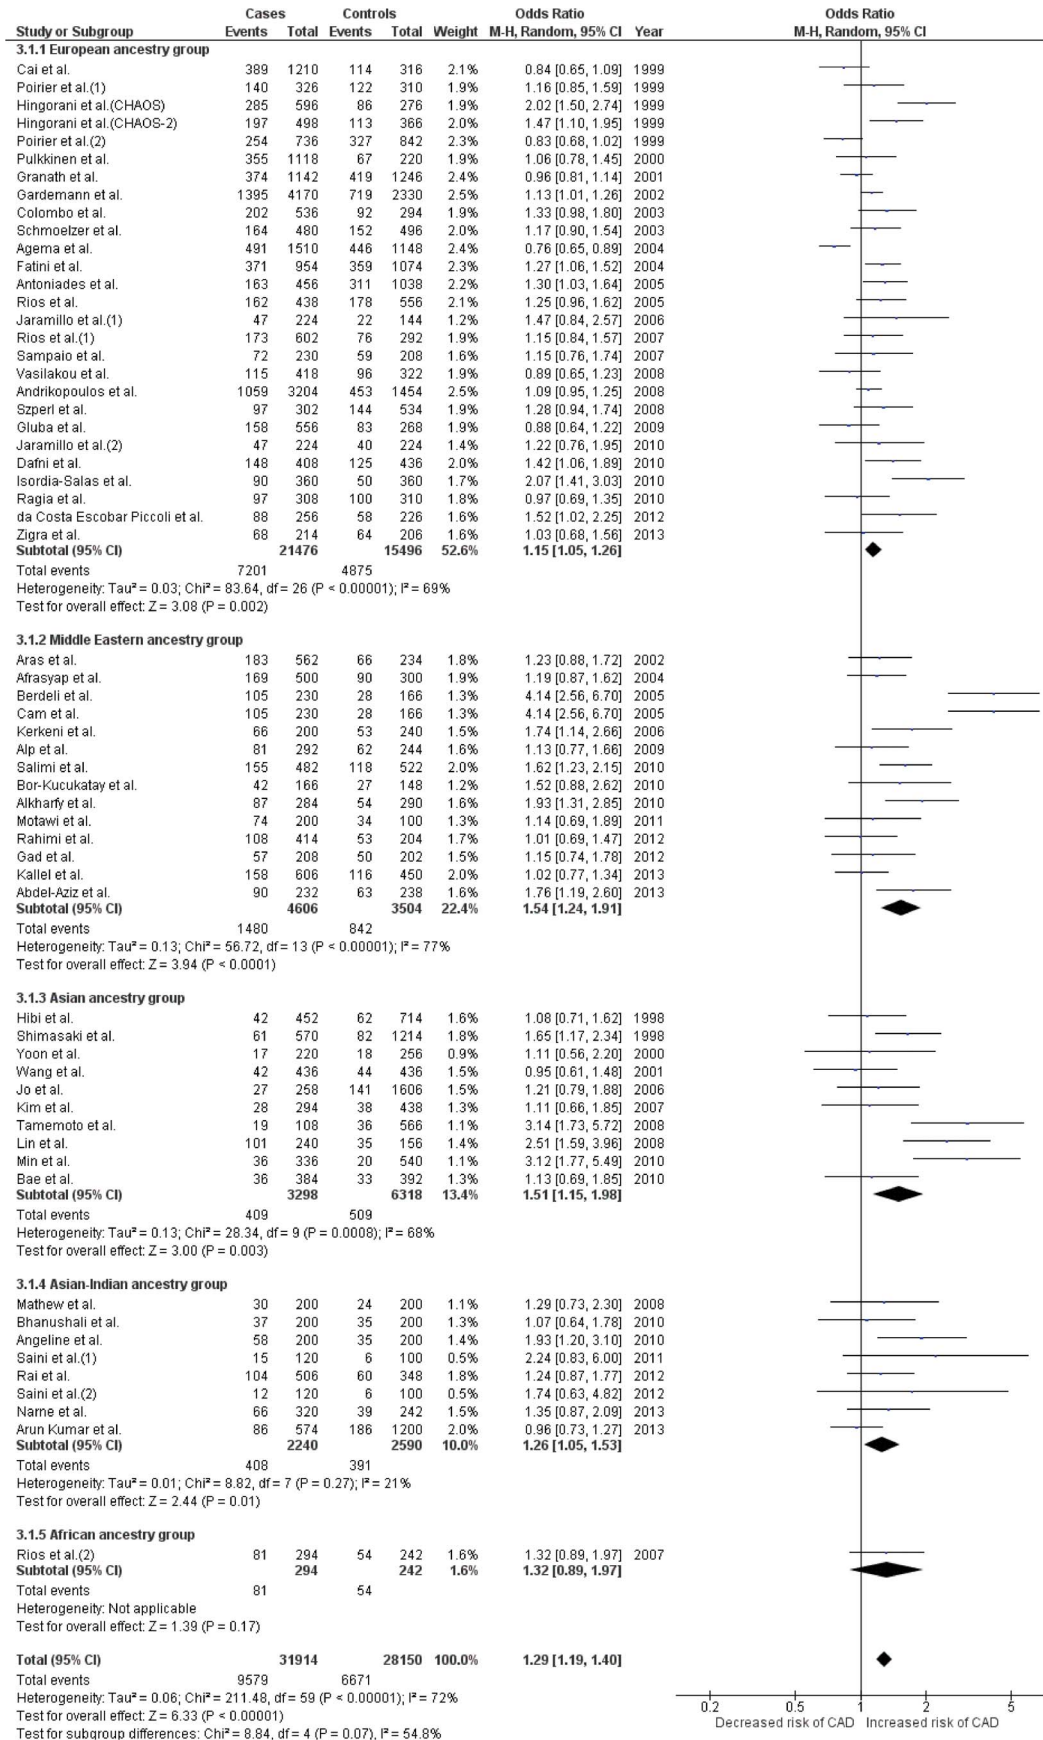 Cases Controls Odds Ratio Odds Ratio
Study or Subgroup Events Total Events Total Weight M-H, Random, 95% CI Year M-H, Random, 95% CI
3.1.1 European ancestry group
Cai et al. 389 1210 114 316 2.1% 0.84 [0.65, 1.09] 1999
Poirier et al.(1) 140 326 122 310 1.9% 1.16 [0.85, 1.59] 1999
Hingorani et al.(CHAOS) 285 596 86 276 1.9% 2.02 [1.50, 2.74] 1999
Hingorani et al.(CHAOS-2) 197 498 113 366 2.0% 1.47 [1.10, 1.95] 1999
Poirier et al.(2) 254 736 327 842 2.3% 0.83 [0.68, 1.02] 1999
Pulkkinen et al. 355 1118 67 220 1.9% 1.06 [0.78, 1.45] 2000
Granath et al. 374 1142 419 1246 2.4% 0.96 [0.81, 1.14] 2001
Gardemann et al. 1395 4170 719 2330 2.5% 1.13 [1.01, 1.26] 2002
Colombo et al. 202 536 92 294 1.9% 1.33 [0.98, 1.80] 2003
Schmoelzer et al. 164 480 152 496 2.1% 1.17 [0.90, 1.54] 2003
Agema et al. 491 1510 446 1148 2.4% 0.76 [0.65, 0.89] 2004
Fatini et al. 371 954 359 1074 2.3% 1.27 [1.06, 1.52] 2004
Antoniades et al. 163 456 311 1038 2.2% 1.30 [1.03, 1.64] 2005
Rios et al. 162 438 178 556 2.1% 1.25 [0.96, 1.62] 2005
Jaramillo et al.(1) 47 224 22 144 1.2% 1.47 [0.84, 2.57] 2006
Rios et al.(1) 173 602 76 292 1.9% 1.15 [0.84, 1.57] 2007
Sampaio et al. 72 230 59 208 1.5% 1.15 [0.76, 1.74] 2007
Vasilakou et al. 115 418 96 322 1.8% 0.89 [0.65, 1.23] 2008
Andrikopoulos et al. 1059 3204 453 1454 2.5% 1.09 [0.95, 1.25] 2008
Szperl et al. 97 302 144 534 1.9% 1.28 [0.94, 1.74] 2008
Gluba et al. 158 556 83 268 1.9% 0.88 [0.64, 1.22] 2009
Jaramillo et al.(2) 47 224 40 224 1.4% 1.22 [0.76, 1.95] 2010
Dafni et al. 148 408 125 436 2.0% 1.42 [1.06, 1.89] 2010
Isordia-Salas et al. 90 360 50 360 1.6% 2.07 [1.41, 3.03] 2010
Ragia et al. 97 308 100 310 1.8% 0.97 [0.69, 1.35] 2010
da Costa Escobar Piccoli et al. 88 256 58 226 1.6% 1.52 [1.02, 2.25] 2012
Zigra et al. 68 214 64 206 1.5% 1.03 [0.68, 1.56] 2013
Subtotal (95% CI) 21476 15496 52.6% 1.15 [1.05, 1.26]
Total events 7201 4875
Heterogeneity: Tau² = 0.03; Chi² = 83.64, df = 26 (P < 0.00001); I² = 69%
Test for overall effect: Z = 3.08 (P = 0.002)
3.1.2 Middle Eastern ancestry group
Aras et al. 183 562 66 234 1.8% 1.23 [0.88, 1.72] 2002
Afrasyap et al. 169 500 90 300 1.9% 1.19 [0.87, 1.62] 2004
Berdeli et al. 105 230 28 166 1.3% 4.14 [2.56, 6.70] 2005
Cam et al. 105 230 28 166 1.3% 4.14 [2.56, 6.70] 2005
Kerkeni et al. 66 200 53 240 1.5% 1.74 [1.14, 2.66] 2006
Alp et al. 81 292 62 244 1.6% 1.13 [0.77, 1.66] 2009
Salimi et al. 155 482 118 522 2.0% 1.62 [1.23, 2.15] 2010
Bor-Kucukatay et al. 42 166 27 148 1.2% 1.52 [0.88, 2.62] 2010
Alkharfy et al. 87 284 54 290 1.6% 1.93 [1.31, 2.85] 2010
Motawi et al. 74 200 34 100 1.3% 1.14 [0.69, 1.89] 2011
Rahimi et al. 108 414 53 204 1.7% 1.01 [0.69, 1.47] 2012
Gad et al. 57 208 50 202 1.5% 1.15 [0.74, 1.78] 2012
Kallel et al. 158 606 116 450 2.0% 1.02 [0.77, 1.34] 2013
Abdel-Aziz et al. 90 232 63 238 1.6% 1.76 [1.19, 2.60] 2013
Subtotal (95% CI) 4606 3504 22.4% 1.54 [1.24, 1.91]
Total events 1480 842
Heterogeneity: Tau² = 0.13; Chi² = 56.72, df = 13 (P < 0.00001); I² = 77%
Test for overall effect: Z = 3.94 (P < 0.0001)
3.1.3 Asian ancestry group
Hibi et al. 42 452 62 714 1.6% 1.08 [0.71, 1.62] 1998
Shimasaki et al. 61 570 82 1214 1.8% 1.65 [1.17, 2.34] 1998
Yoon et al. 17 220 18 256 0.9% 1.11 [0.56, 2.20] 2000
Wang et al. 42 436 44 436 1.5% 0.95 [0.61, 1.48] 2001
Jo et al. 27 258 141 1606 1.5% 1.21 [0.79, 1.88] 2006
Kim et al. 28 294 38 438 1.3% 1.11 [0.66, 1.85] 2007
Tamemoto et al. 19 108 36 566 1.1% 3.14 [1.73, 5.72] 2008
Lin et al. 101 240 35 156 1.4% 2.51 [1.59, 3.96] 2008
Min et al. 36 336 20 540 1.1% 3.12 [1.77, 5.49] 2010
Bae et al. 36 384 33 392 1.3% 1.13 [0.69, 1.85] 2010
Subtotal (95% CI) 3298 6318 13.4% 1.51 [1.15, 1.98]
Total events 409 509
Heterogeneity: Tau² = 0.13; Chi² = 28.34, df = 9 (P = 0.0008); I² = 68%
Test for overall effect: Z = 3.00 (P = 0.003)
3.1.4 Asian-Indian ancestry group
Mathew et al. 30 200 24 200 1.1% 1.29 [0.73, 2.30] 2008
Bhanushali et al. 37 200 35 200 1.3% 1.07 [0.64, 1.78] 2010
Angeline et al. 58 200 35 200 1.4% 1.93 [1.20, 3.10] 2010
Saini et al.(1) 15 120 6 100 0.5% 2.24 [0.83, 6.00] 2011
Rai et al. 104 506 60 348 1.8% 1.24 [0.87, 1.77] 2012
Saini et al.(2) 12 120 6 100 0.5% 1.74 [0.63, 4.82] 2012
Narne et al. 66 320 39 242 1.5% 1.35 [0.87, 2.09] 2013
Arun Kumar et al. 86 574 186 1200 2.0% 0.96 [0.73, 1.27] 2013
Subtotal (95% CI) 2240 2590 10.0% 1.26 [1.05, 1.53]
Total events 408 391
Heterogeneity: Tau² = 0.01; Chi² = 8.82, df = 7 (P = 0.27); I² = 21%
Test for overall effect: Z = 2.44 (P = 0.01)
3.1.5 African ancestry group
Rios et al.(2) 81 294 54 242 1.6% 1.32 [0.89, 1.97] 2007
Subtotal (95% CI) 294 242 1.6% 1.32 [0.89, 1.97]
Total events 81 54
Heterogeneity: Not applicable
Test for overall effect: Z = 1.39 (P = 0.17)
Total (95% CI) 31914 28150 100.0% 1.29 [1.19, 1.40]
Total events 9579 6671
Heterogeneity: Tau² = 0.06; Chi² = 211.48, df = 59 (P < 0.00001); I² = 72%
Test for overall effect: Z = 6.33 (P < 0.00001)
Test for subgroup differences: Chi² = 8.84, df = 4 (P = 0.07), I² = 54.8%
0.2 0.5 1 2 5
Decreased risk of CAD Increased risk of CAD